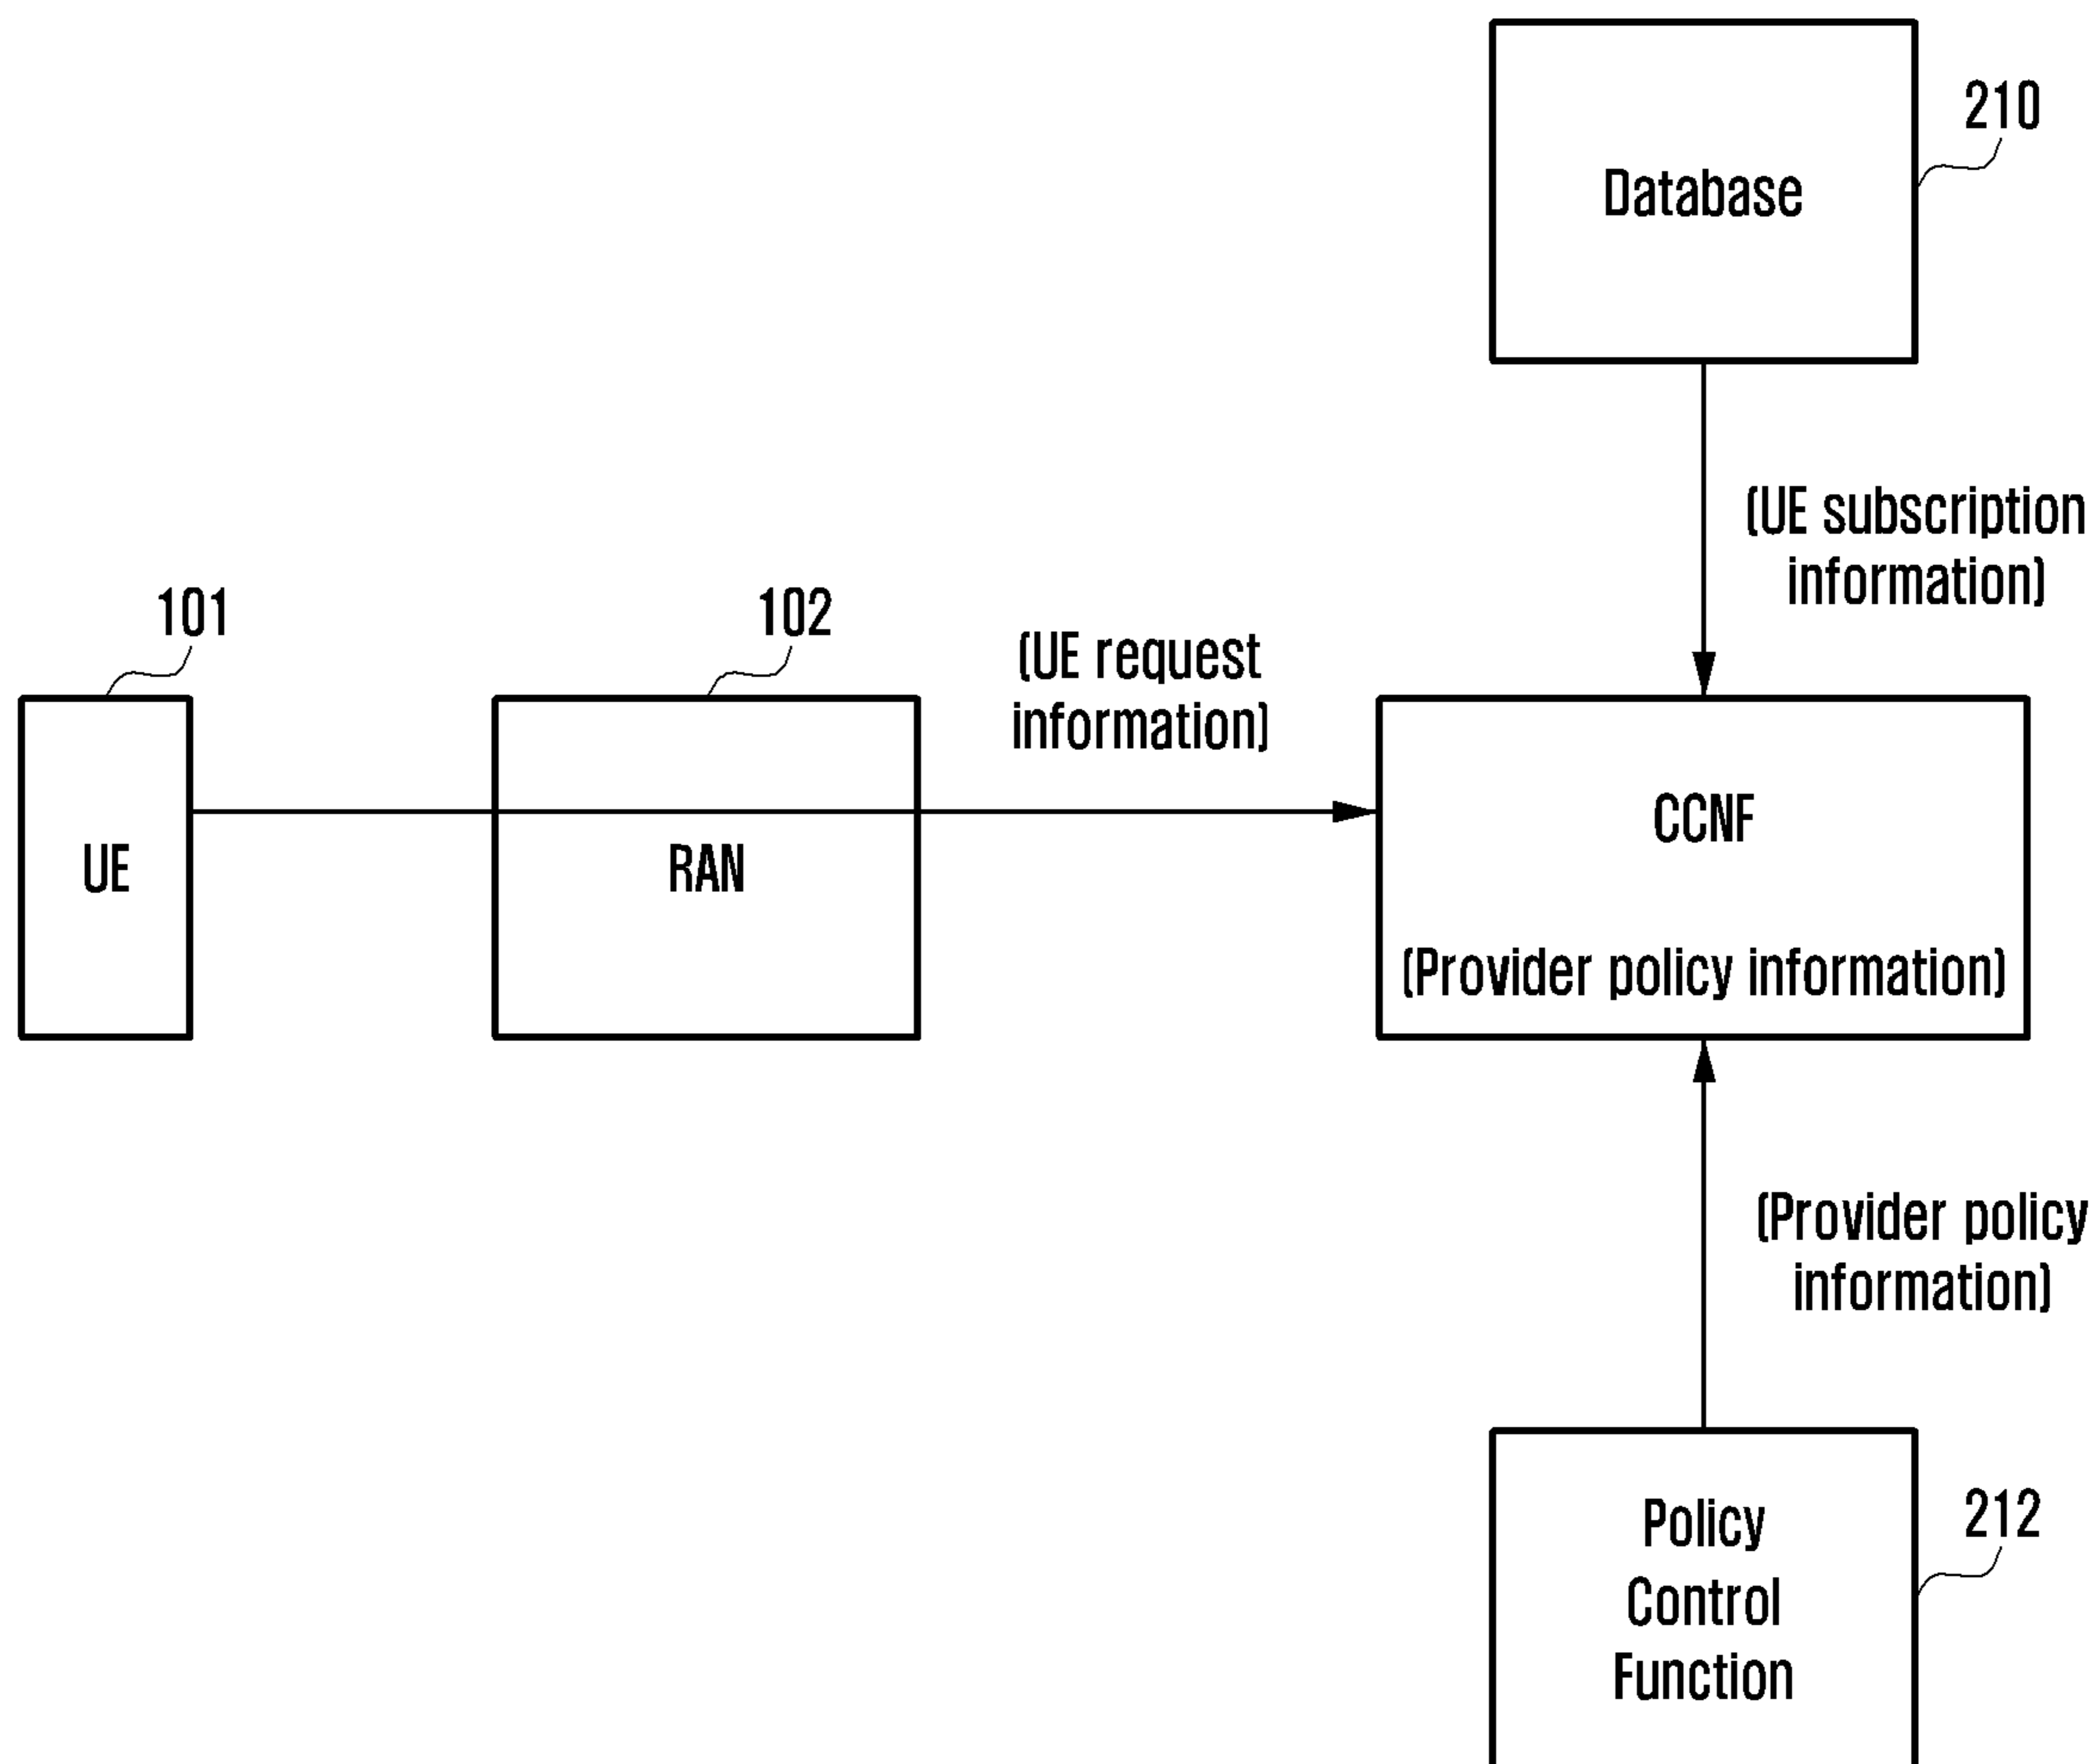 210
Database
(UE subscription
information)
101
102
(UE request
information)
UE
RAN
CCNF
(Provider policy information)
(Provider policy
information)
212
Policy
Control
Function